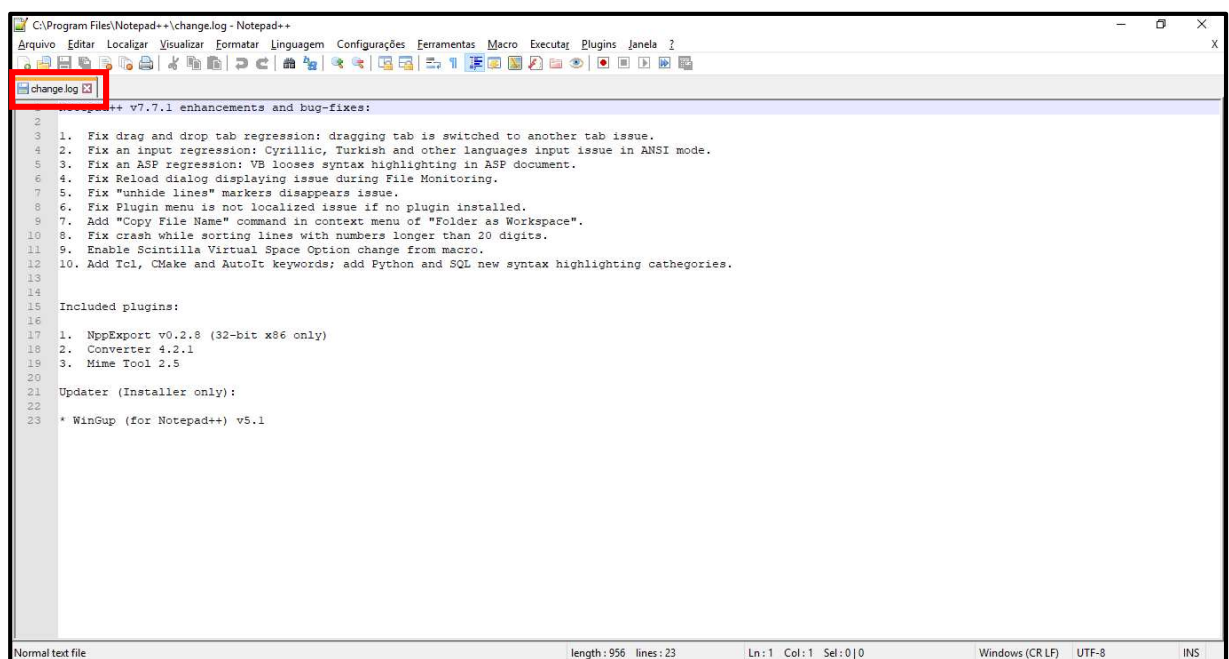 C:\Program Files\Notepad++\change.log - Notepad++
Arquivo Editar Localizar Visualizar Formatar Linguagem Configurações Ferramentas Macro Executar Plugins Janela ? X
change.log
1 Notepad++ v7.7.1 enhancements and bug-fixes:
2
3 1. Fix drag and drop tab regression: dragging tab is switched to another tab issue.
4 2. Fix an input regression: Cyrillic, Turkish and other languages input issue in ANSI mode.
5 3. Fix an ASP regression: VB looses syntax highlighting in ASP document.
6 4. Fix Reload dialog displaying issue during File Monitoring.
7 5. Fix "unhide lines" markers disappears issue.
8 6. Fix Plugin menu is not localized issue if no plugin installed.
9 7. Add "Copy File Name" command in context menu of "Folder as Workspace".
10 8. Fix crash while sorting lines with numbers longer than 20 digits.
11 9. Enable Scintilla Virtual Space Option change from macro.
12 10. Add Tcl, CMake and AutoIt keywords; add Python and SQL new syntax highlighting cathegories.
13
14
15 Included plugins:
16
17 1. NppExport v0.2.8 (32-bit x86 only)
18 2. Converter 4.2.1
19 3. Mime Tool 2.5
20
21 Updater (Installer only):
22
23 * WinGup (for Notepad++) v5.1
Normal text file length : 956 lines : 23 Ln : 1 Col : 1 Sel : 0 | 0 Windows (CR LF) UTF-8 INS